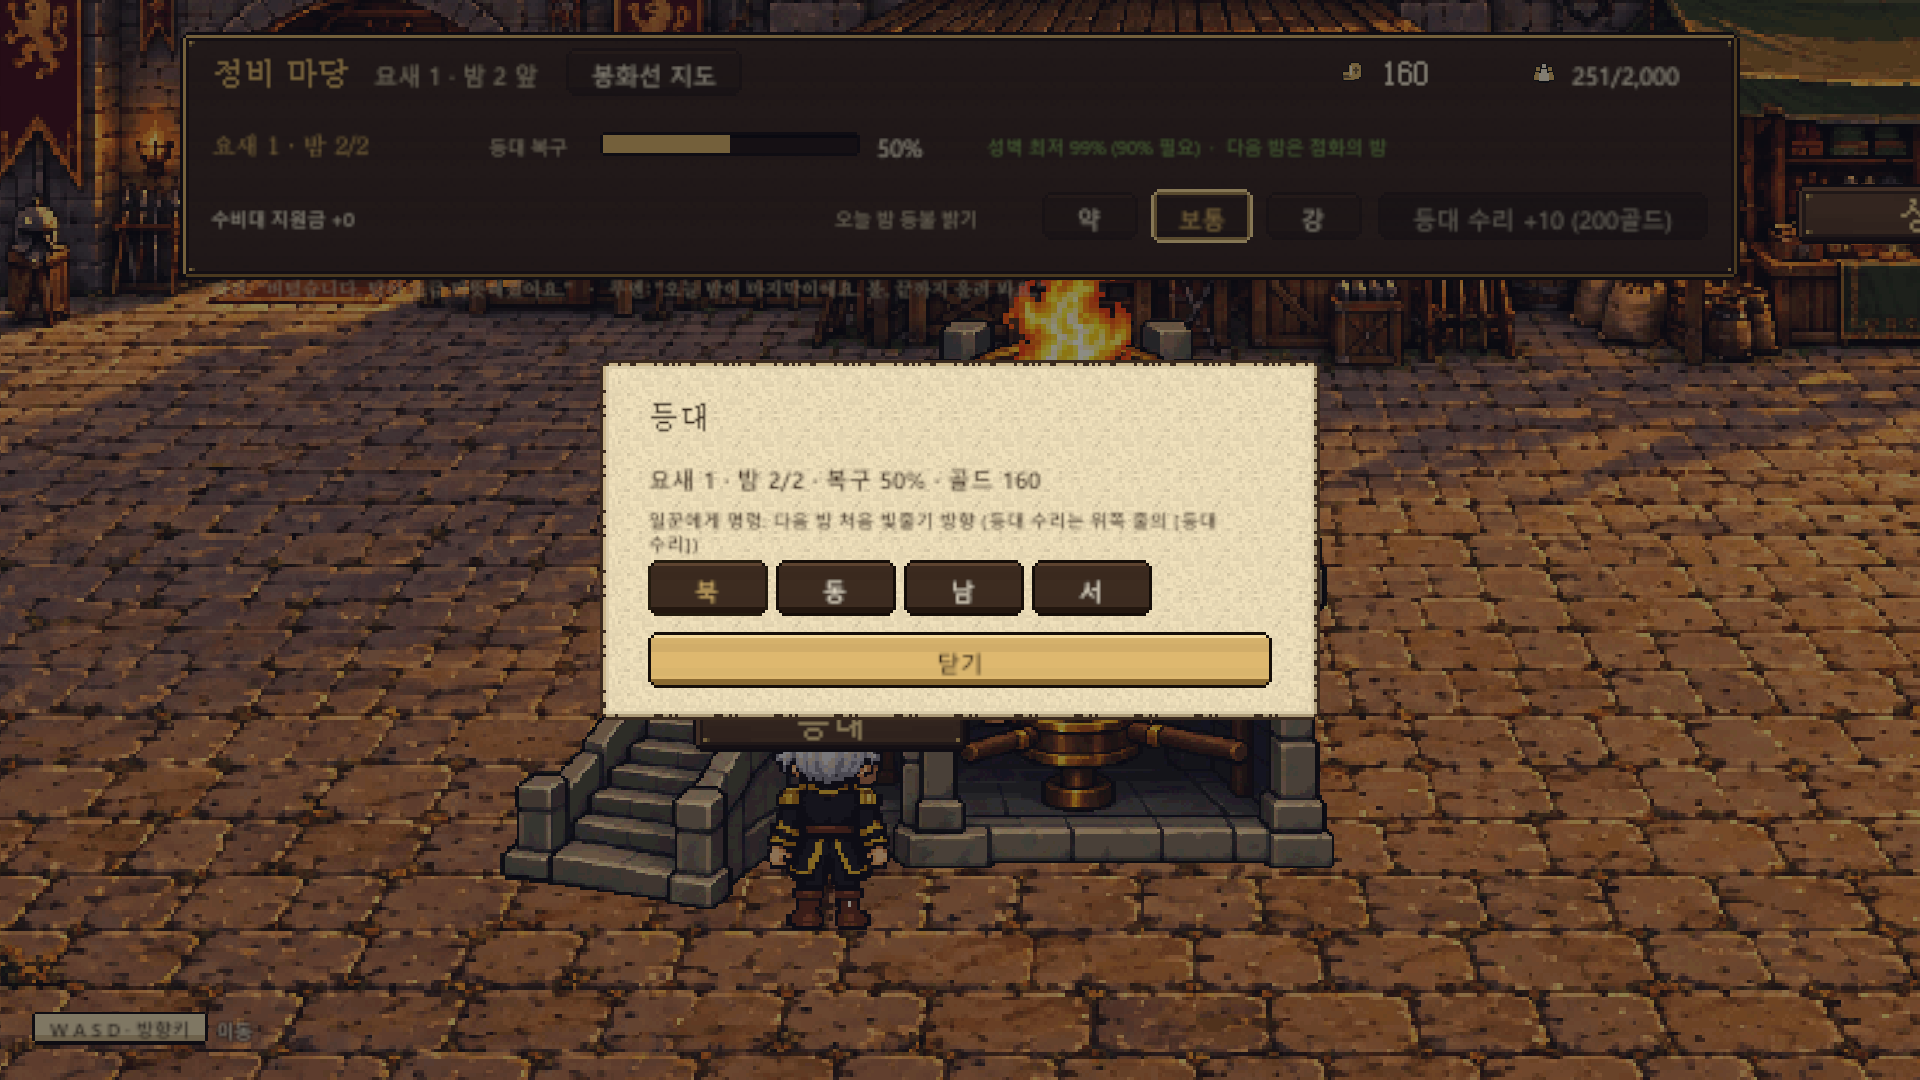 정비 마당 요새 1 · 밤 2 앞 봉화선 지도 160 251/2,000
요새 1 · 밤 2/2 등대 복구 50% 성벽 최저 99% (90% 필요) · 다음 밤은 점화의 밤
수비대 지원금 +0 오늘 밤 등불 밝기 약 보통 강 등대 수리 +10 (200골드)
등대
요새 1 · 밤 2/2 · 복구 50% · 골드 160
일꾼에게 명령: 다음 밤 처음 빛줄기 방향 (등대 수리는 위쪽 줄의 [등대
수리])
북 동 남 서
닫기
등대
WASD·방향키 이동